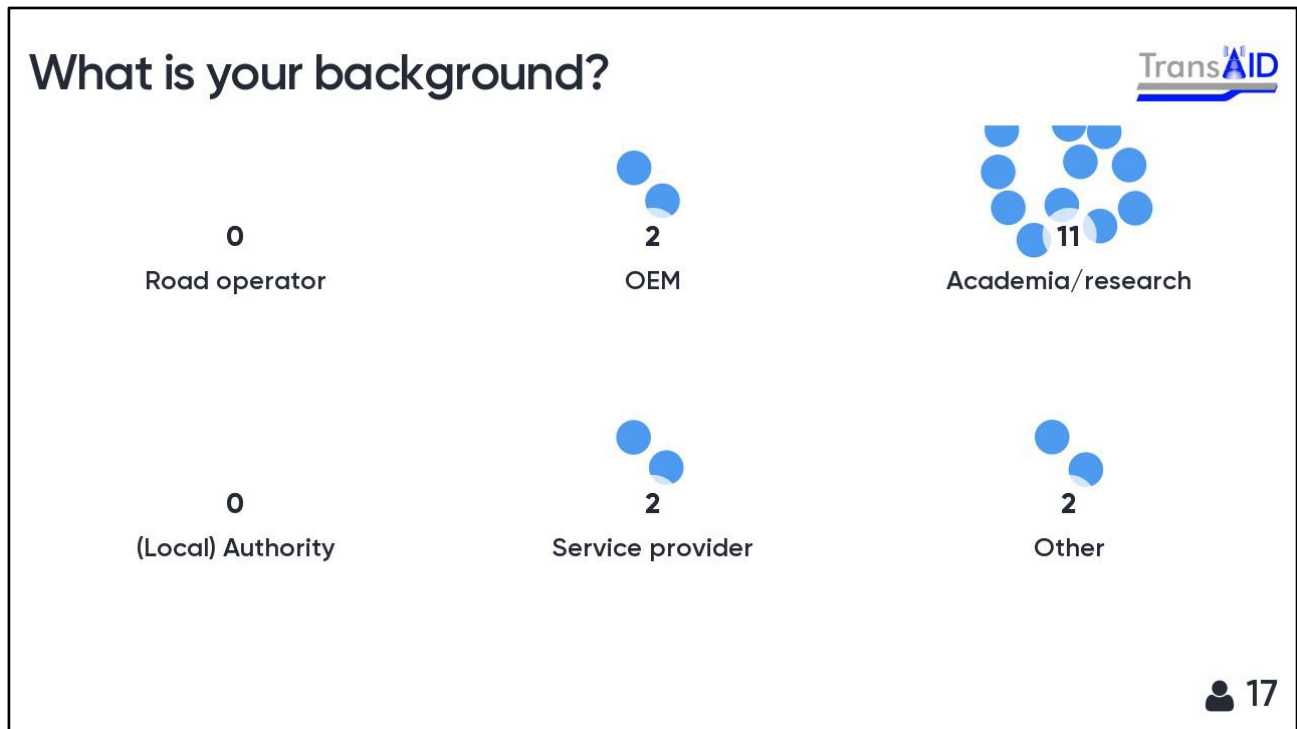 What is your background?
TransAID
0
Road operator
2
OEM
11
Academia/research
0
(Local) Authority
2
Service provider
2
Other
17